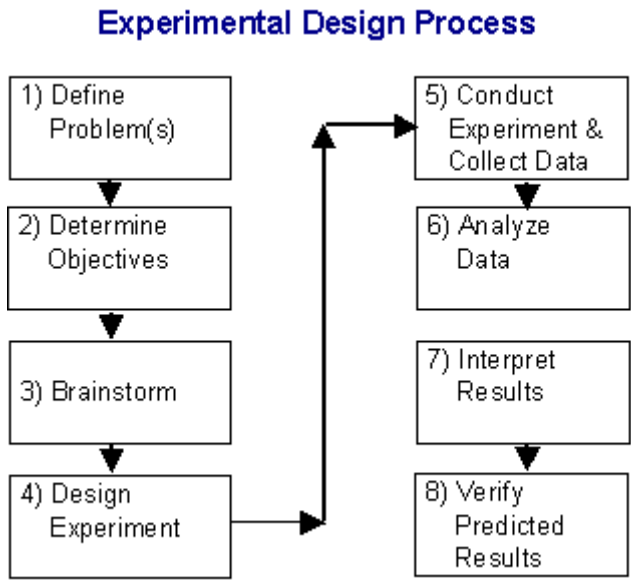 Experimental Design Process
1) Define
Problem(s)
2) Determine
Objectives
3) Brainstorm
4) Design
Experiment
5) Conduct
Experiment &
Collect Data
6) Analyze
Data
7) Interpret
Results
8) Verify
Predicted
Results